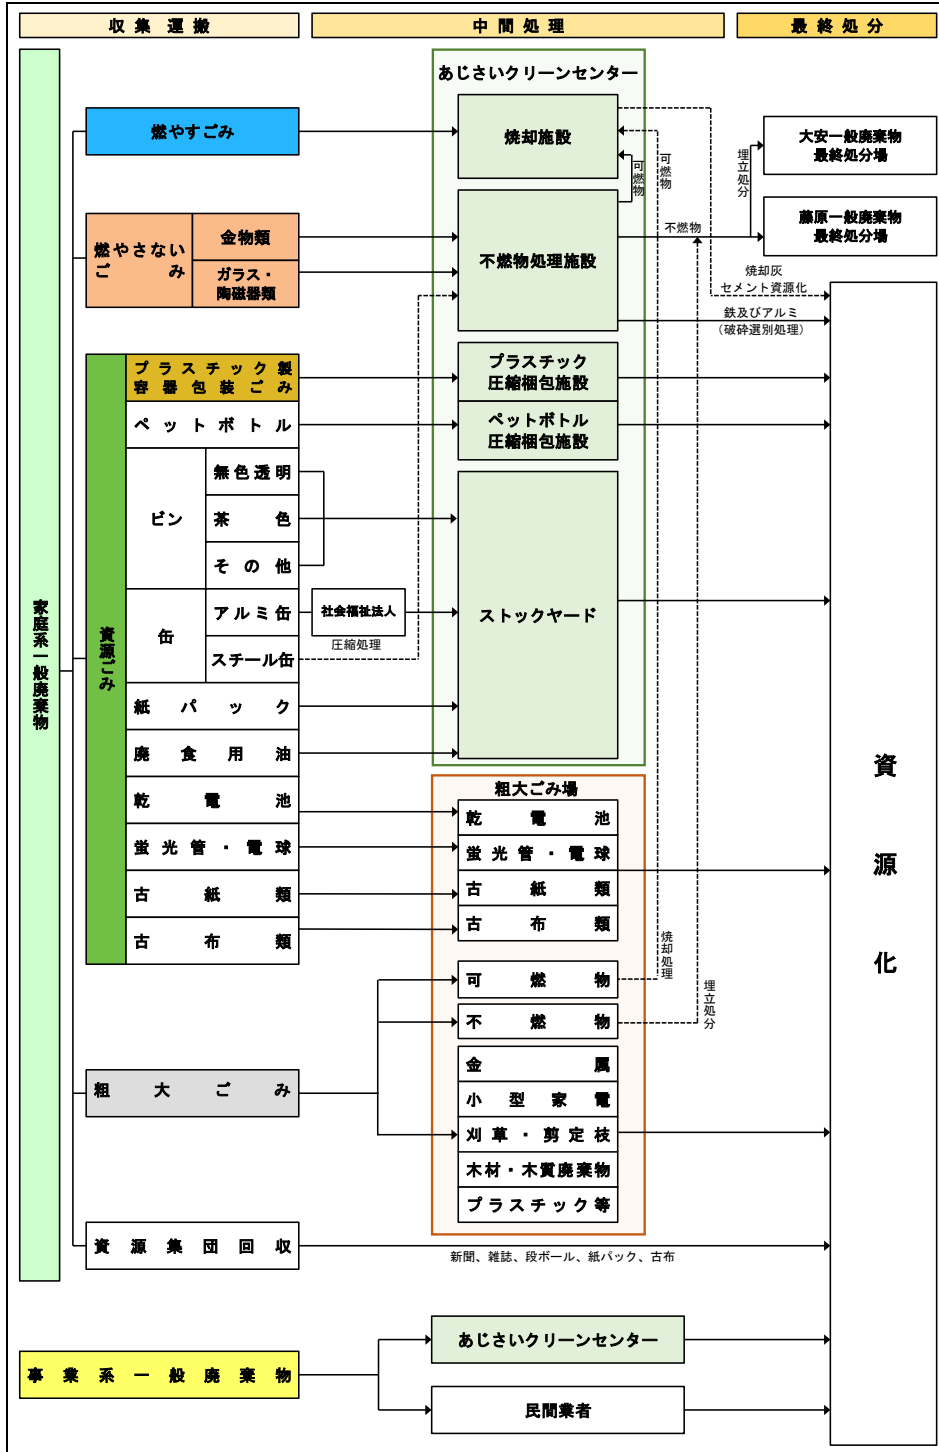 収集運搬
中間処理
最終処分
あじさいクリーンセンター
燃やすごみ
焼却施設
可燃物
可燃物
埋立処分
大安一般廃棄物
最終処分場
藤原一般廃棄物
最終処分場
燃やさない
ごみ
金物類
ガラス・
陶磁器類
不燃物処理施設
不燃物
焼却灰
セメント資源化
鉄及びアルミ
(破砕選別処理)
プラスチック製
容器包装ごみ
プラスチック
圧縮梱包施設
ペットボトル
ペットボトル
圧縮梱包施設
ビン
無色透明
茶色
その他
缶
アルミ缶
社会福祉法人
圧縮処理
スチール缶
ストックヤード
家庭系一般廃棄物
資源ごみ
紙パック
廃食用油
乾電池
蛍光管・電球
古紙類
古布類
粗大ごみ場
乾電池
蛍光管・電球
古紙類
古布類
焼却処理
可燃物
埋立処分
不燃物
粗大ごみ
金属
小型家電
刈草・剪定枝
木材・木質廃棄物
プラスチック等
資源集団回収
新聞、雑誌、段ボール、紙パック、古布
資源化
事業系一般廃棄物
あじさいクリーンセンター
民間業者